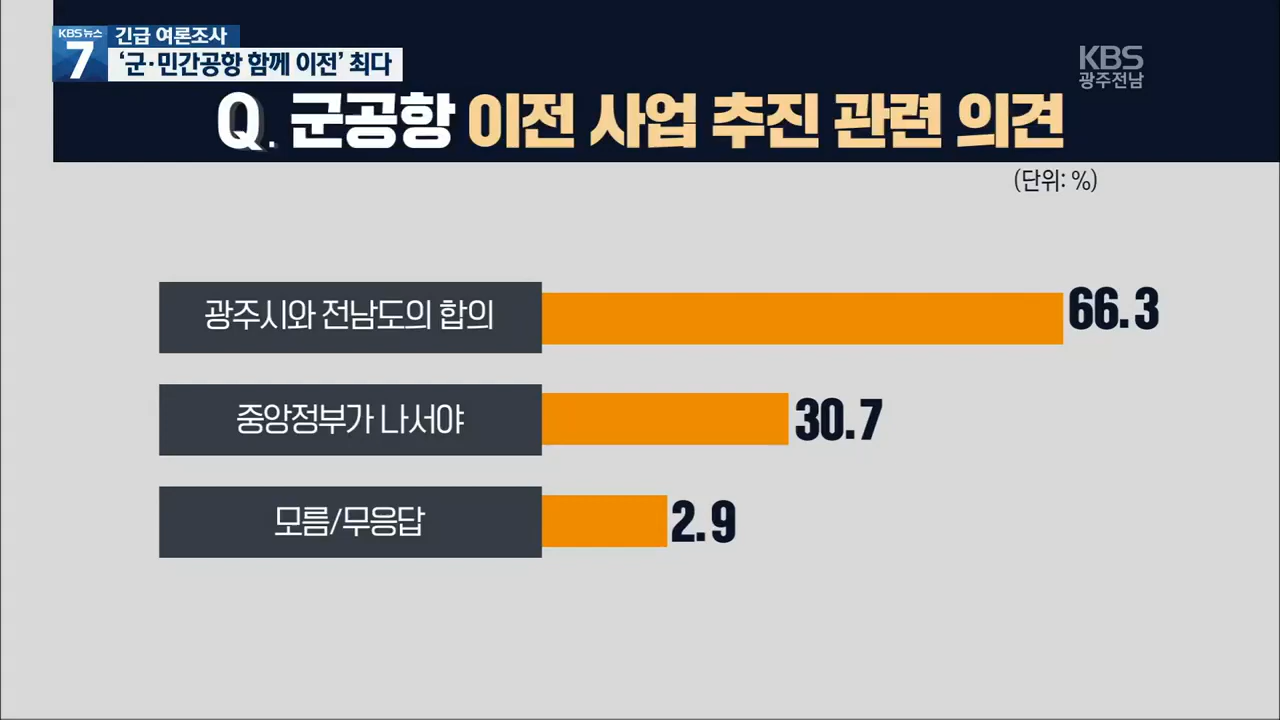 KBS 뉴스
7
긴급 여론조사
‘군·민간공항 함께 이전’ 최다
KBS
광주전남
Q. 군공항 이전 사업 추진 관련 의견
(단위: %)
광주시와 전남도의 합의 66.3
중앙정부가 나서야 30.7
모름/무응답 2.9